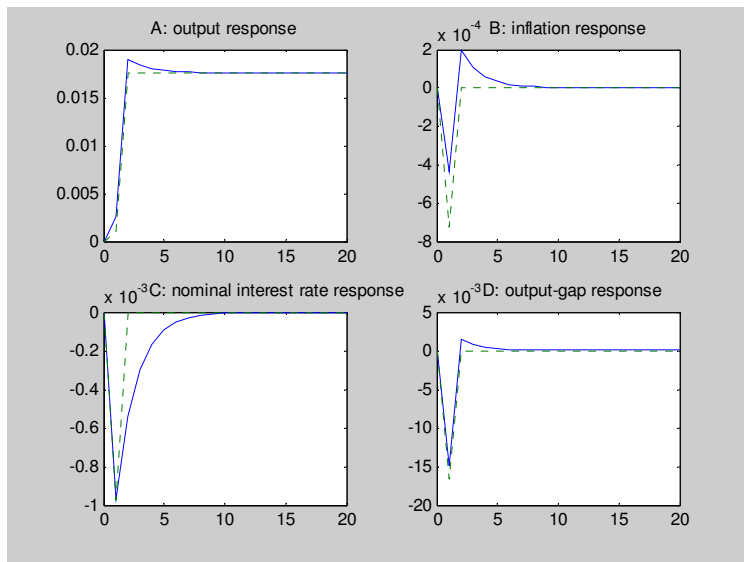 A: output response
0.02
0.015
0.01
0.005
0
0 5 10 15 20
x 10-4 B: inflation response
2
0
-2
-4
-6
-8
0 5 10 15 20
x 10-3C: nominal interest rate response
0
-0.2
-0.4
-0.6
-0.8
-1
0 5 10 15 20
x 10-3D: output-gap response
5
0
-5
-10
-15
-20
0 5 10 15 20